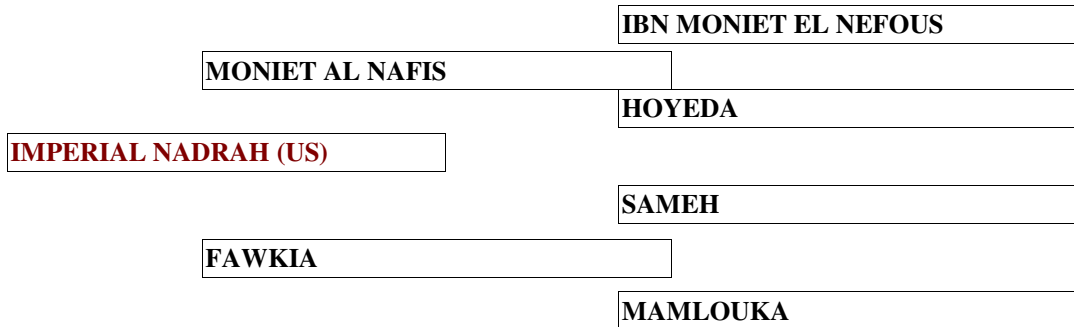 IBN MONIET EL NEFOUS
MONIET AL NAFIS
HOYEDA
IMPERIAL NADRAH (US)
SAMEH
FAWKIA
MAMLOUKA